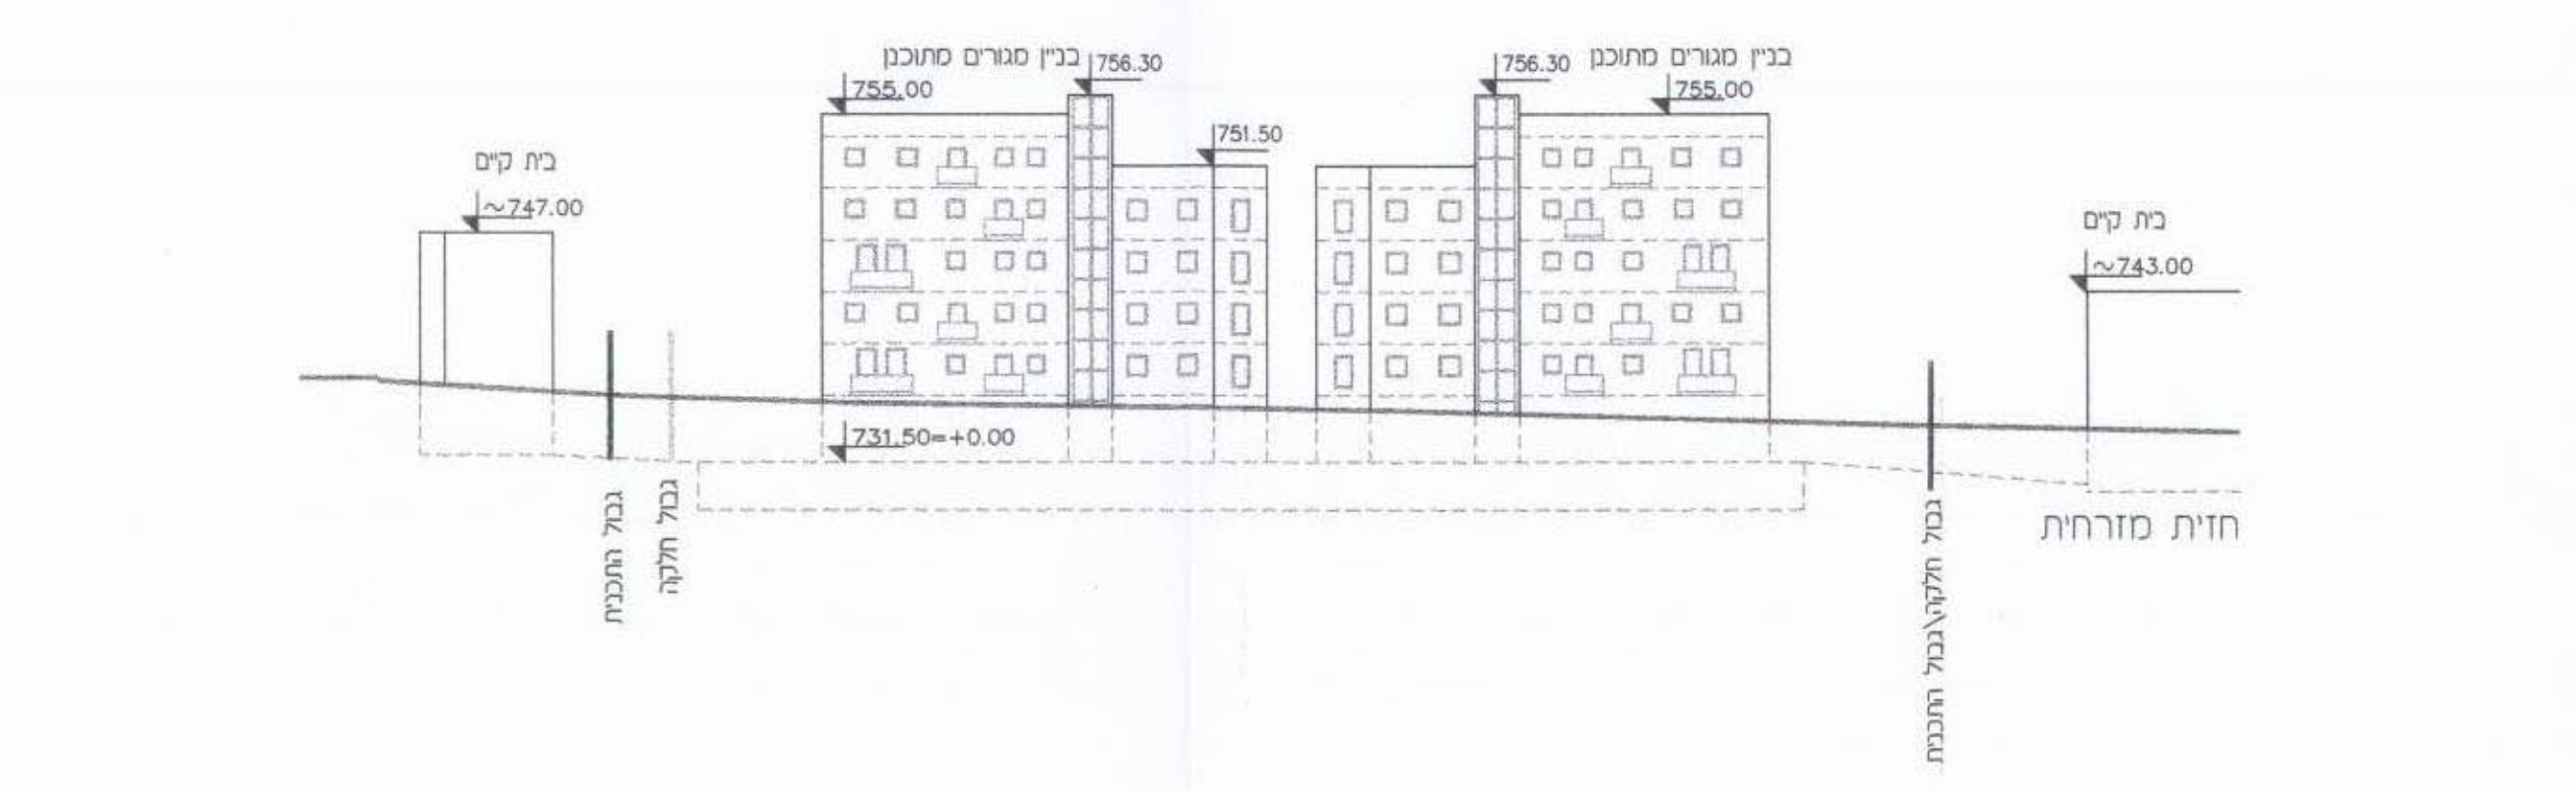 בניין מגורים מתוכנן
756.30
755.00
751.50
756.30
בניין מגורים מתוכנן
755.00
בית קיים
~747.00
בית קיים
~743.00
731.50=+0.00
גבול התכנית
גבול חלקה
גבול חלקה\גבול התכנית
חזית מזרחית